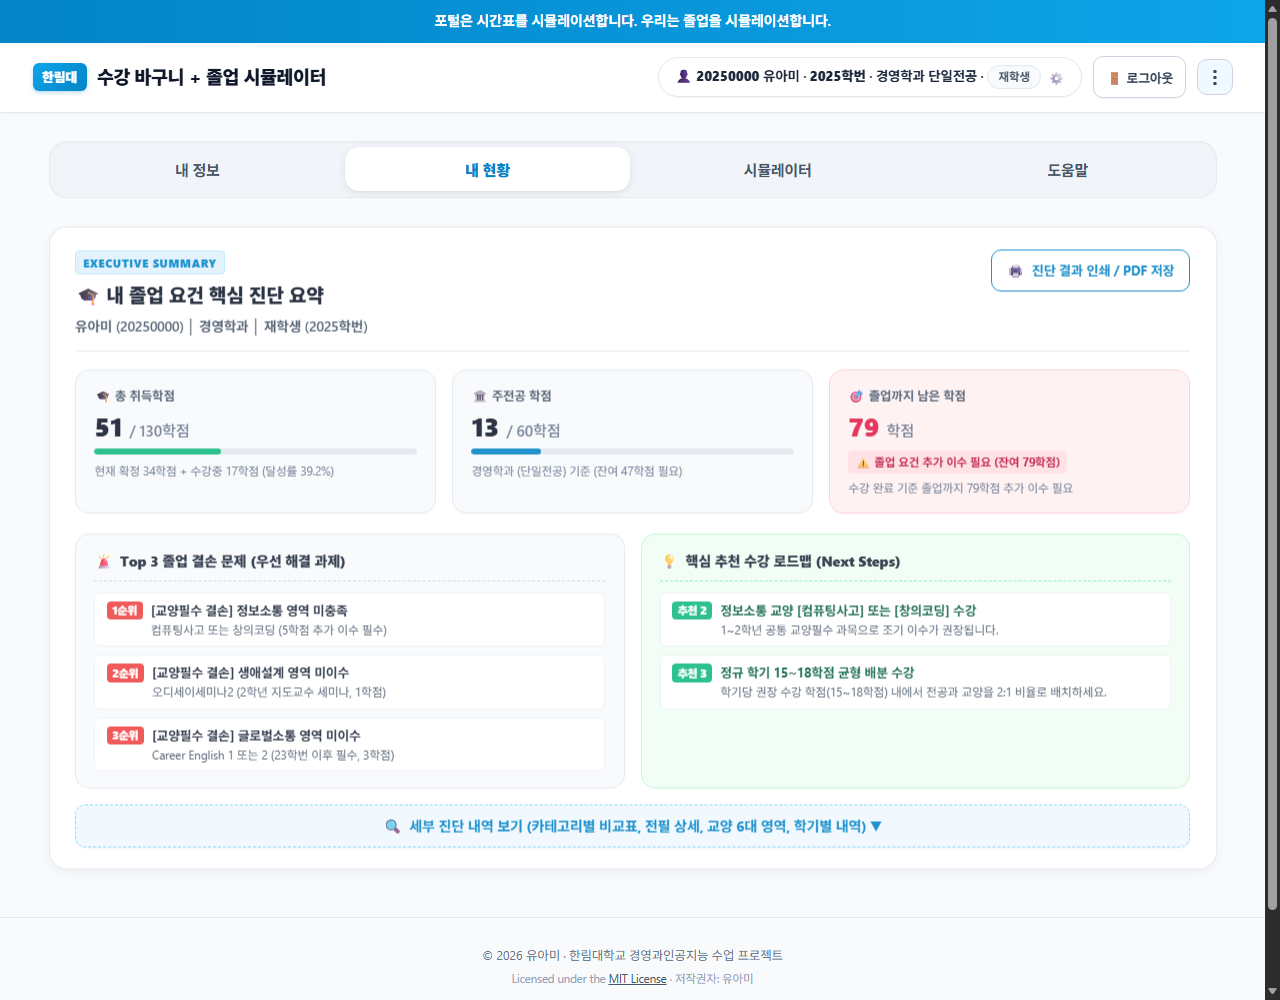 포털은 시간표를 시뮬레이션합니다. 우리는 졸업을 시뮬레이션합니다.
한림대 수강 바구니 + 졸업 시뮬레이터
20250000 유아미 · 2025학번 · 경영학과 단일전공 · 재학생
로그아웃
내 정보
내 현황
시뮬레이터
도움말
EXECUTIVE SUMMARY
내 졸업 요건 핵심 진단 요약
유아미 (20250000) │ 경영학과 │ 재학생 (2025학번)
진단 결과 인쇄 / PDF 저장
총 취득학점
51 / 130학점
현재 확정 34학점 + 수강중 17학점 (달성률 39.2%)
주전공 학점
13 / 60학점
경영학과 (단일전공) 기준 (잔여 47학점 필요)
졸업까지 남은 학점
79 학점
졸업 요건 추가 이수 필요 (잔여 79학점)
수강 완료 기준 졸업까지 79학점 추가 이수 필요
Top 3 졸업 결손 문제 (우선 해결 과제)
1순위 [교양필수 결손] 정보소통 영역 미충족
컴퓨팅사고 또는 창의코딩 (5학점 추가 이수 필수)
2순위 [교양필수 결손] 생애설계 영역 미이수
오디세이세미나2 (2학년 지도교수 세미나, 1학점)
3순위 [교양필수 결손] 글로벌소통 영역 미이수
Career English 1 또는 2 (23학번 이후 필수, 3학점)
핵심 추천 수강 로드맵 (Next Steps)
추천 2 정보소통 교양 [컴퓨팅사고] 또는 [창의코딩] 수강
1~2학년 공통 교양필수 과목으로 조기 이수가 권장됩니다.
추천 3 정규 학기 15~18학점 균형 배분 수강
학기당 권장 수강 학점(15~18학점) 내에서 전공과 교양을 2:1 비율로 배치하세요.
세부 진단 내역 보기 (카테고리별 비교표, 전필 상세, 교양 6대 영역, 학기별 내역) ▼
© 2026 유아미 · 한림대학교 경영과인공지능 수업 프로젝트
Licensed under the MIT License · 저작권자: 유아미